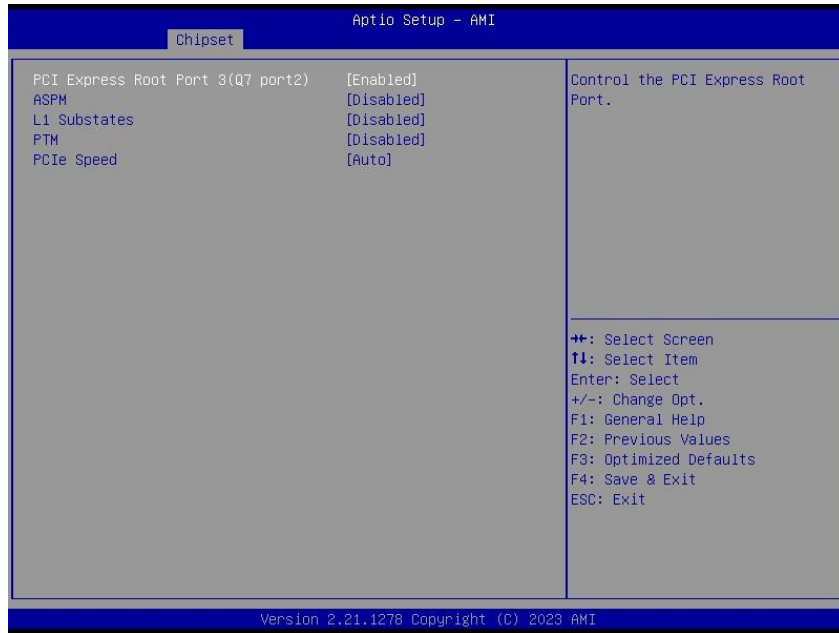 Aptio Setup - AMI
Chipset
PCI Express Root Port 3(Q7 port2) [Enabled]
ASPM [Disabled]
L1 Substates [Disabled]
PTM [Disabled]
PCIe Speed [Auto]
Control the PCI Express Root
Port.
→←: Select Screen
↑↓: Select Item
Enter: Select
+/-: Change Opt.
F1: General Help
F2: Previous Values
F3: Optimized Defaults
F4: Save & Exit
ESC: Exit
Version 2.21.1278 Copyright (C) 2023 AMI